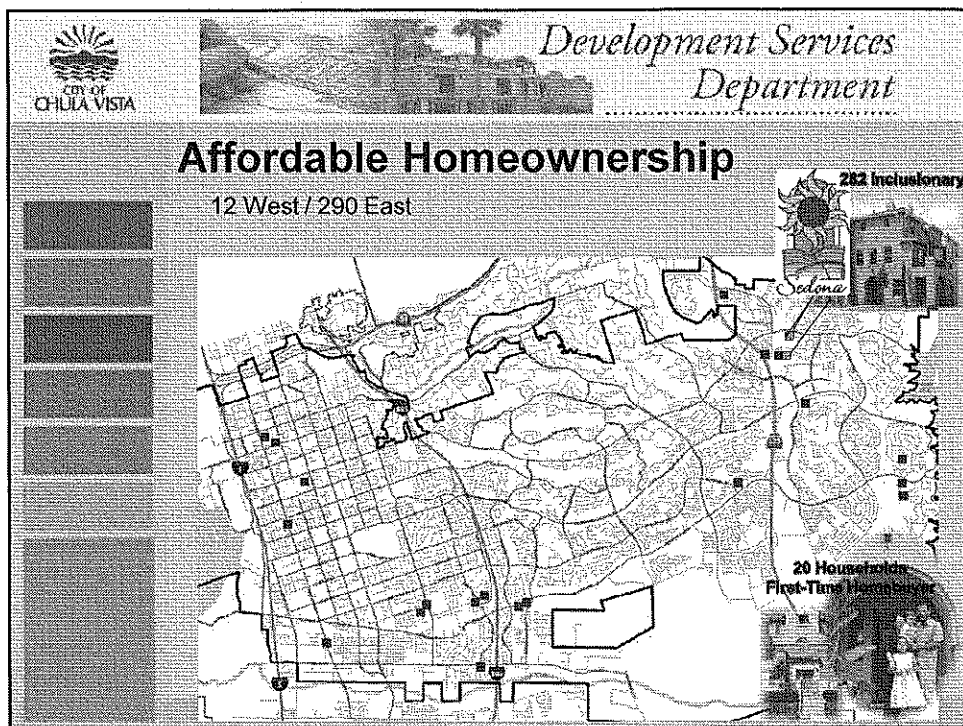 CITY OF
CHULA VISTA
Development Services
Department
Affordable Homeownership
12 West / 290 East
282 Inclusionary
Sedona
20 Households
First-Time Homebuyer